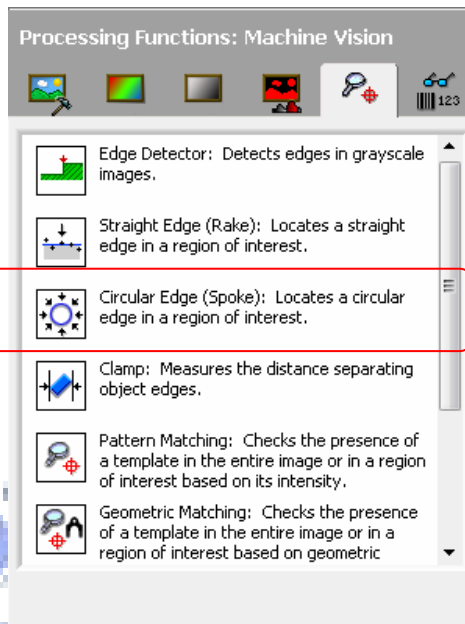 Processing Functions: Machine Vision
123
Edge Detector: Detects edges in grayscale
images.
Straight Edge (Rake): Locates a straight
edge in a region of interest.
Circular Edge (Spoke): Locates a circular
edge in a region of interest.
Clamp: Measures the distance separating
object edges.
Pattern Matching: Checks the presence of
a template in the entire image or in a region
of interest based on its intensity.
Geometric Matching: Checks the presence
of a template in the entire image or in a
region of interest based on geometric